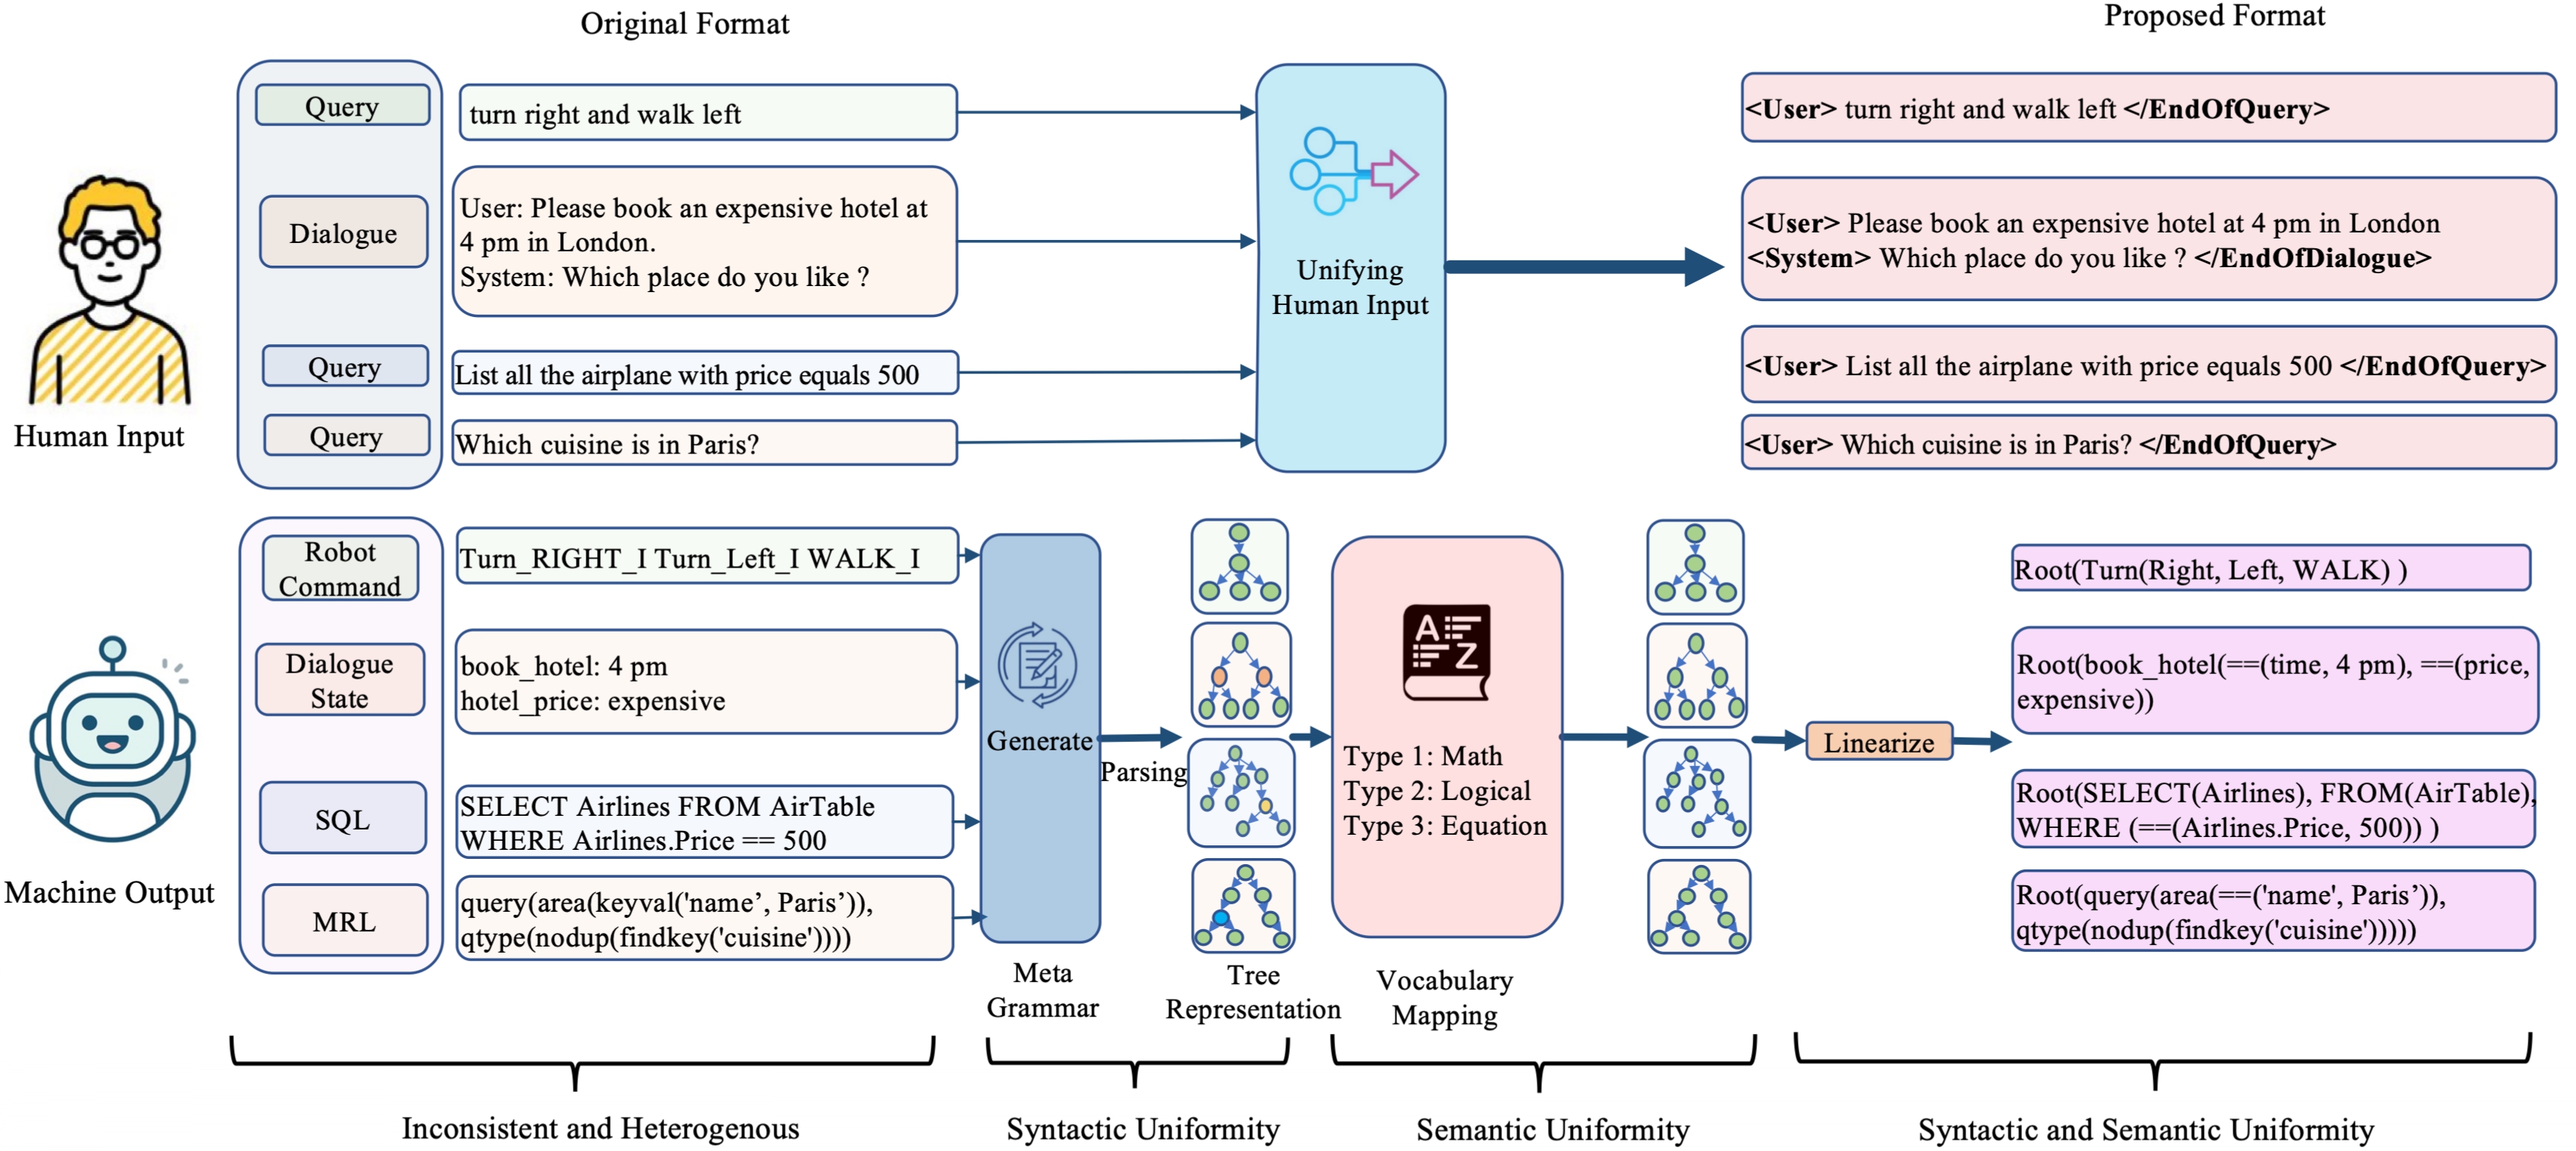 Original Format
Proposed Format
Human Input
Query
turn right and walk left
Dialogue
User: Please book an expensive hotel at
4 pm in London.
System: Which place do you like ?
Query
List all the airplane with price equals 500
Query
Which cuisine is in Paris?
Unifying
Human Input
<User> turn right and walk left </EndOfQuery>
<User> Please book an expensive hotel at 4 pm in London
<System> Which place do you like ? </EndOfDialogue>
<User> List all the airplane with price equals 500 </EndOfQuery>
<User> Which cuisine is in Paris? </EndOfQuery>
Machine Output
Robot
Command
Turn_RIGHT_I Turn_Left_I WALK_I
Dialogue
State
book_hotel: 4 pm
hotel_price: expensive
SQL
SELECT Airlines FROM AirTable
WHERE Airlines.Price == 500
MRL
query(area(keyval('name’, Paris’)),
qtype(nodup(findkey('cuisine'))))
Generate
Meta
Grammar
Parsing
Tree
Representation
A
Z
Type 1: Math
Type 2: Logical
Type 3: Equation
Vocabulary
Mapping
Linearize
Root(Turn(Right, Left, WALK) )
Root(book_hotel(==(time, 4 pm), ==(price,
expensive))
Root(SELECT(Airlines), FROM(AirTable),
WHERE (==(Airlines.Price, 500)) )
Root(query(area(==('name', Paris’)),
qtype(nodup(findkey('cuisine')))))
Inconsistent and Heterogenous
Syntactic Uniformity
Semantic Uniformity
Syntactic and Semantic Uniformity